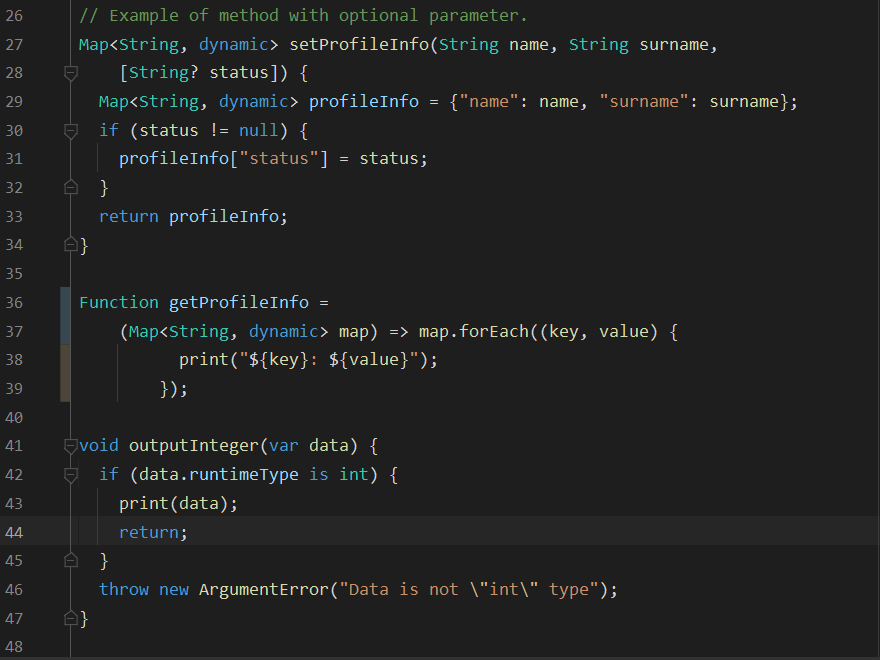 26 // Example of method with optional parameter.
27 Map<String, dynamic> setProfileInfo(String name, String surname,
28     [String? status]) {
29   Map<String, dynamic> profileInfo = {"name": name, "surname": surname};
30   if (status != null) {
31     profileInfo["status"] = status;
32   }
33   return profileInfo;
34 }
35
36 Function getProfileInfo =
37     (Map<String, dynamic> map) => map.forEach((key, value) {
38           print("${key}: ${value}");
39         });
40
41 void outputInteger(var data) {
42   if (data.runtimeType is int) {
43     print(data);
44     return;
45   }
46   throw new ArgumentError("Data is not \"int\" type");
47 }
48